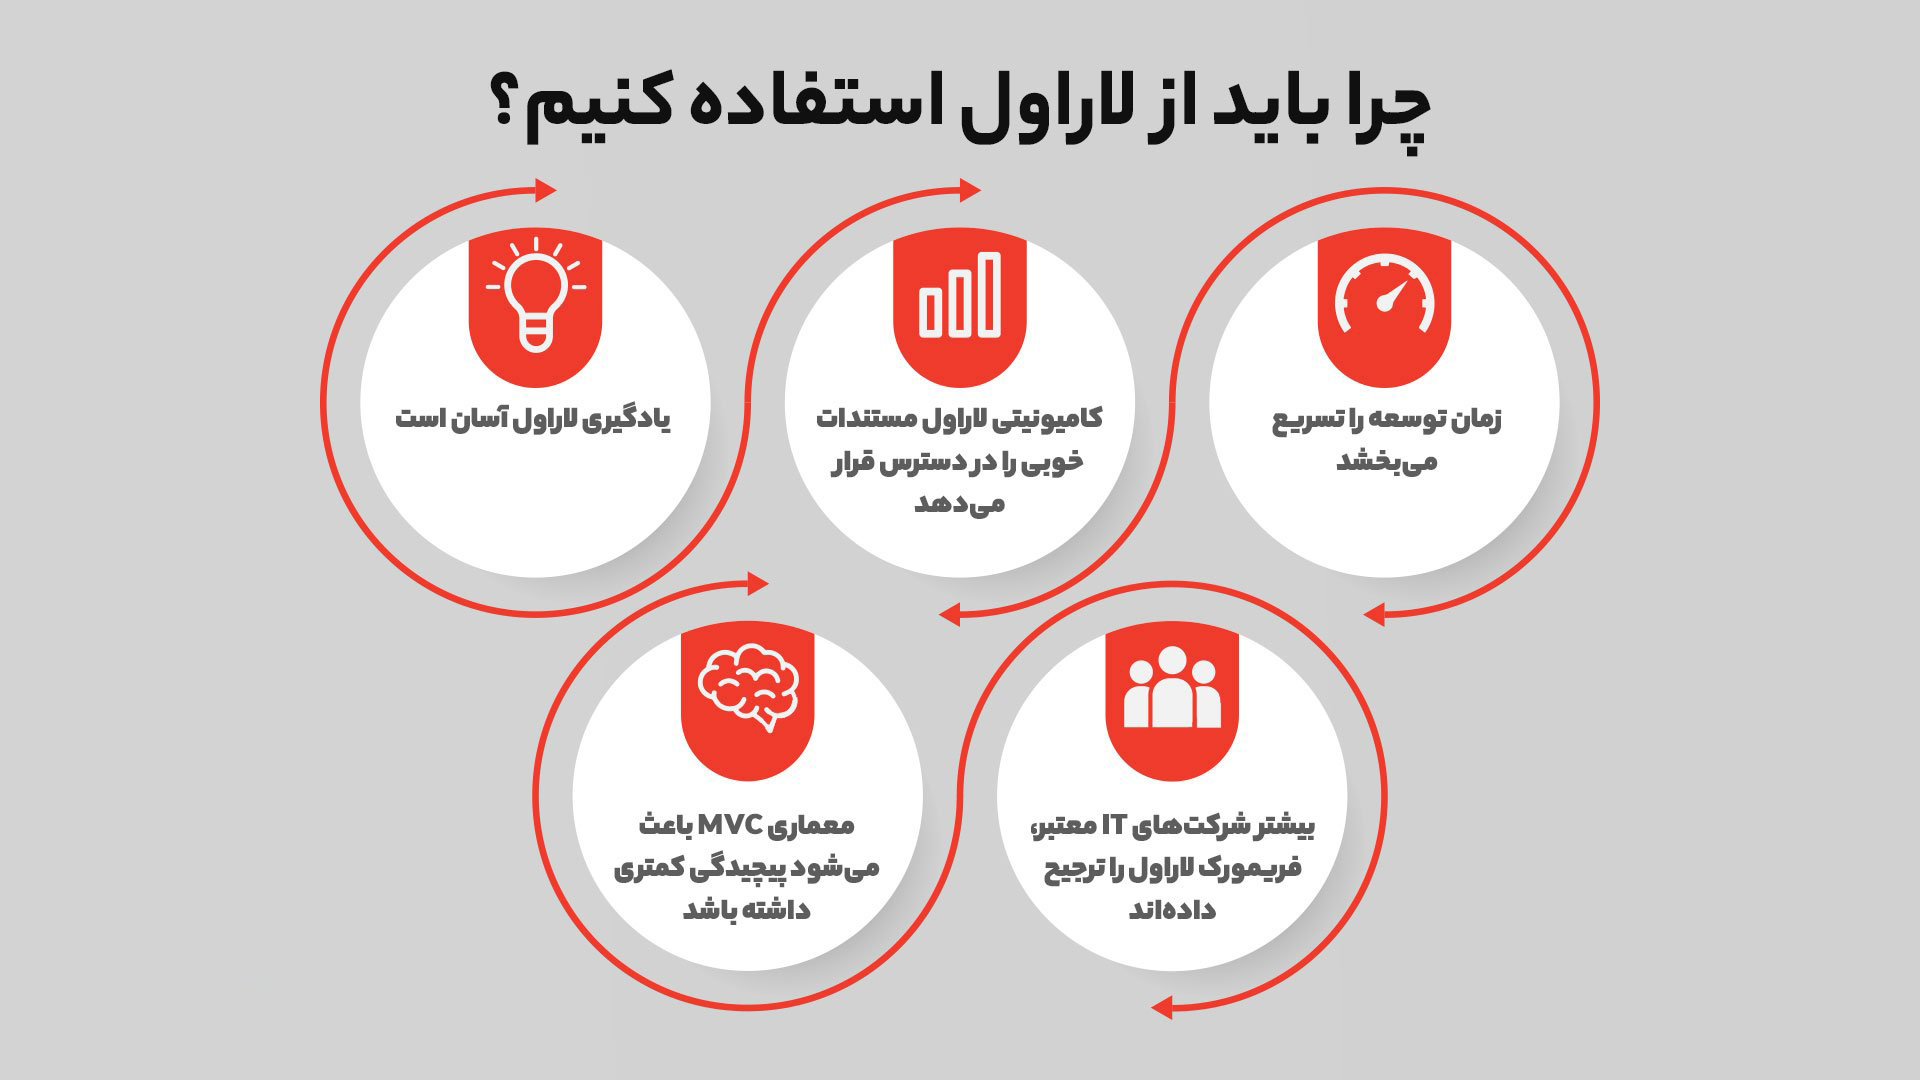 چرا باید از لاراول استفاده کنیم؟
زمان توسعه را تسریع
می‌بخشد
کامیونیتی لاراول مستندات
خوبی را در دسترس قرار
می‌دهد
یادگیری لاراول آسان است
بیشتر شرکت‌های IT معتبر،
فریمورک لاراول را ترجیح
داده‌اند
معماری MVC باعث
می‌شود پیچیدگی کمتری
داشته باشد